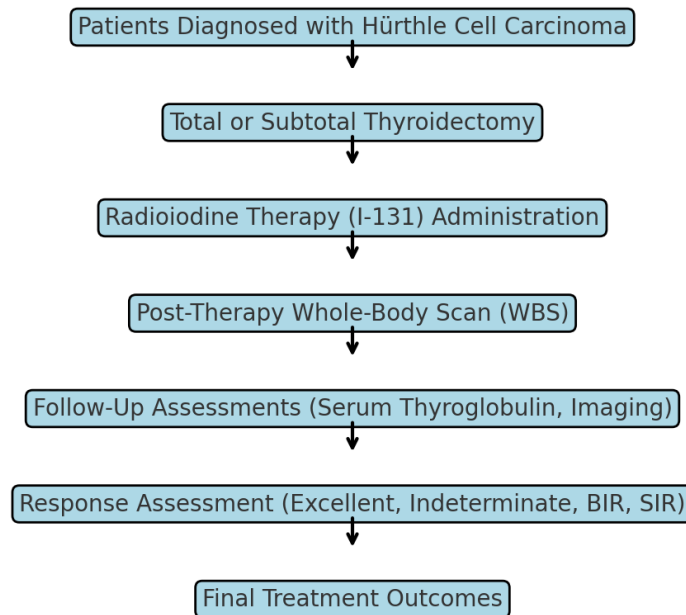 Patients Diagnosed with Hürthle Cell Carcinoma
Total or Subtotal Thyroidectomy
Radioiodine Therapy (I-131) Administration
Post-Therapy Whole-Body Scan (WBS)
Follow-Up Assessments (Serum Thyroglobulin, Imaging)
Response Assessment (Excellent, Indeterminate, BIR, SIR)
Final Treatment Outcomes